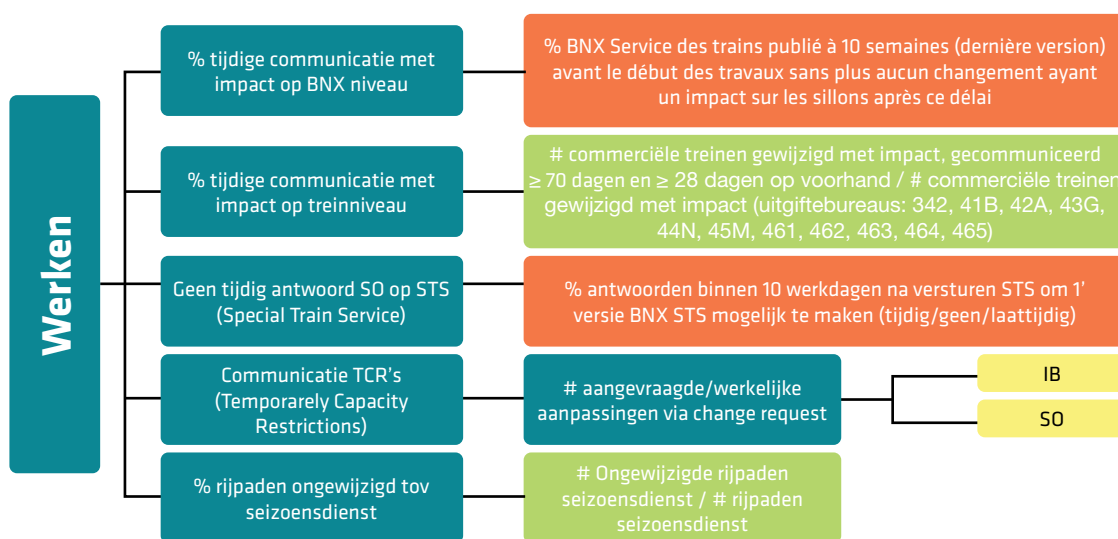 Werken
% tijdige communicatie met
impact op BNX niveau
% BNX Service des trains publié à 10 semaines (dernière version)
avant le début des travaux sans plus aucun changement ayant
un impact sur les sillons après ce délai
% tijdige communicatie met
impact op treinniveau
# commerciële treinen gewijzigd met impact, gecommuniceerd
≥ 70 dagen en ≥ 28 dagen op voorhand / # commerciële treinen
gewijzigd met impact (uitgiftebureaus: 342, 41B, 42A, 43G,
44N, 45M, 461, 462, 463, 464, 465)
Geen tijdig antwoord SO op STS
(Special Train Service)
% antwoorden binnen 10 werkdagen na versturen STS om 1'
versie BNX STS mogelijk te maken (tijdig/geen/laattijdig)
Communicatie TCR's
(Temporarely Capacity
Restrictions)
# aangevraagde/werkelijke
aanpassingen via change request
IB
SO
% rijpaden ongewijzigd tov
seizoensdienst
# Ongewijzigde rijpaden
seizoensdienst / # rijpaden
seizoensdienst